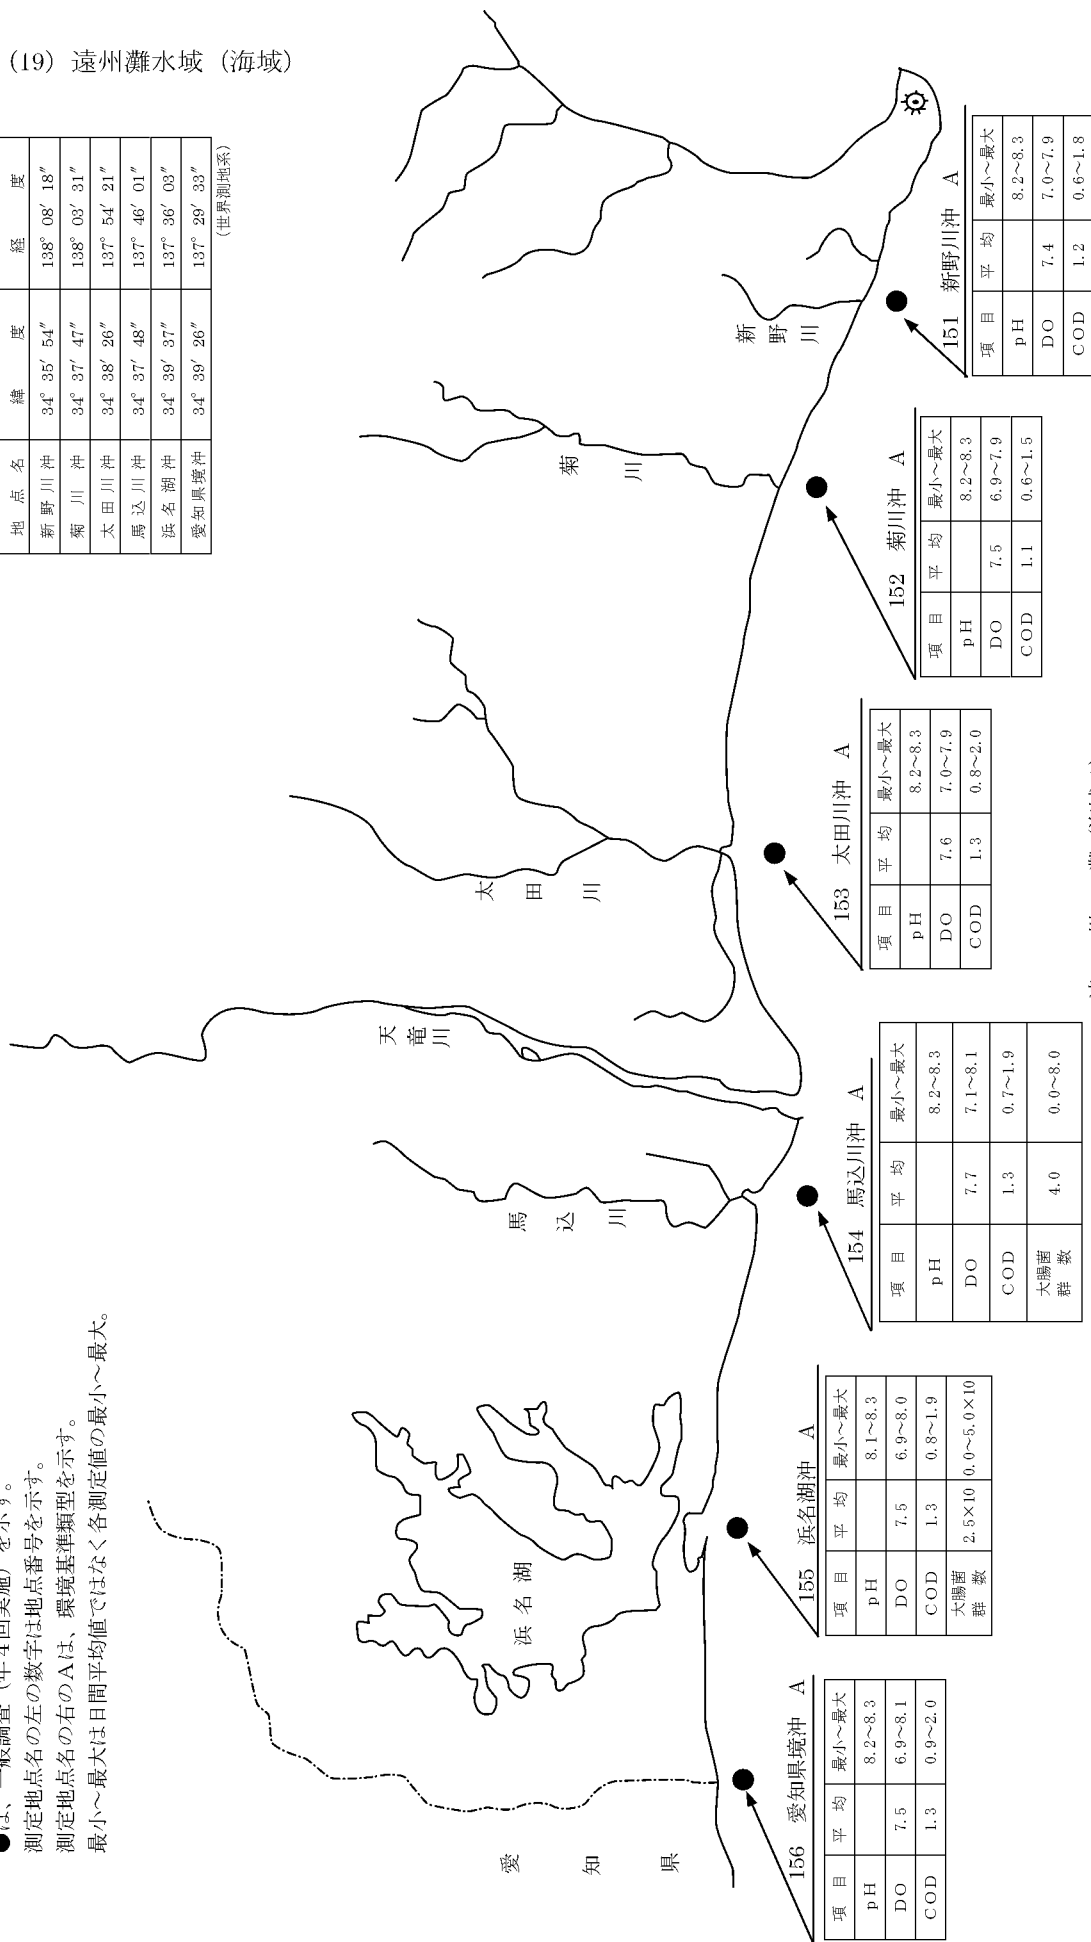 (19) 遠州灘水域（海域）
地点名 緯度 経度
新野川沖 34° 35′ 54″ 138° 08′ 18″
菊川沖 34° 37′ 47″ 138° 03′ 31″
太田川沖 34° 38′ 26″ 137° 54′ 21″
馬込川沖 34° 37′ 48″ 137° 46′ 01″
浜名湖沖 34° 39′ 37″ 137° 36′ 03″
愛知県境沖 34° 39′ 26″ 137° 29′ 33″
(世界測地系)
●は、一般調査（年4回実施）を示す。
測定地点名の左の数字は地点番号を示す。
測定地点名の右のAは、環境基準類型を示す。
最小～最大は日間平均値ではなく各測定値の最小～最大。
愛知県
浜名湖
馬込川
天竜川
太田川
菊川
新野川
156 愛知県境沖 A
項目 平均 最小～最大
pH 8.2～8.3
DO 7.5 6.9～8.1
COD 1.3 0.9～2.0
155 浜名湖沖 A
項目 平均 最小～最大
pH 8.1～8.3
DO 7.5 6.9～8.0
COD 1.3 0.8～1.9
大腸菌群数 2.5×10 0.0～5.0×10
154 馬込川沖 A
項目 平均 最小～最大
pH 8.2～8.3
DO 7.7 7.1～8.1
COD 1.3 0.7～1.9
大腸菌群数 4.0 0.0～8.0
153 太田川沖 A
項目 平均 最小～最大
pH 8.2～8.3
DO 7.6 7.0～7.9
COD 1.3 0.8～2.0
152 菊川沖 A
項目 平均 最小～最大
pH 8.2～8.3
DO 7.5 6.9～7.9
COD 1.1 0.6～1.5
151 新野川沖 A
項目 平均 最小～最大
pH 8.2～8.3
DO 7.4 7.0～7.9
COD 1.2 0.6～1.8